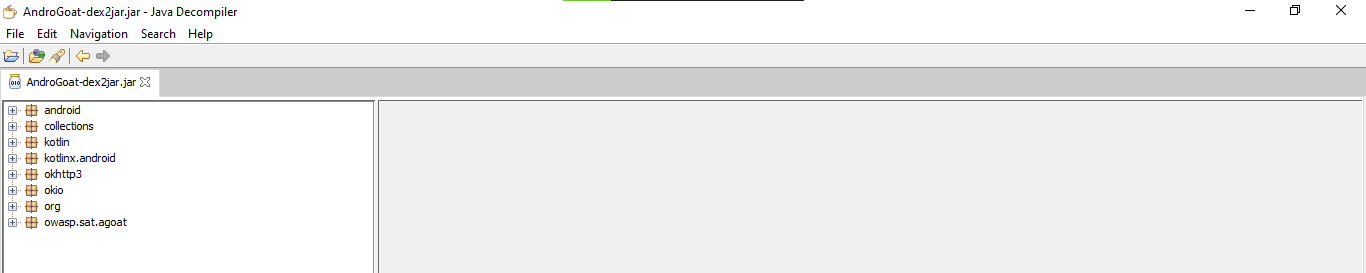 AndroGoat-dex2jar.jar - Java Decompiler
File Edit Navigation Search Help
AndroGoat-dex2jar.jar
android
collections
kotlin
kotlinx.android
okhttp3
okio
org
owasp.sat.agoat